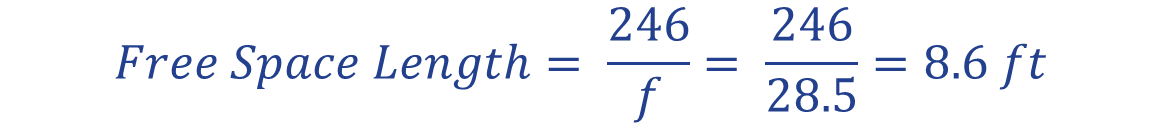 Free Space Length = 246/f = 246/28.5 = 8.6 ft